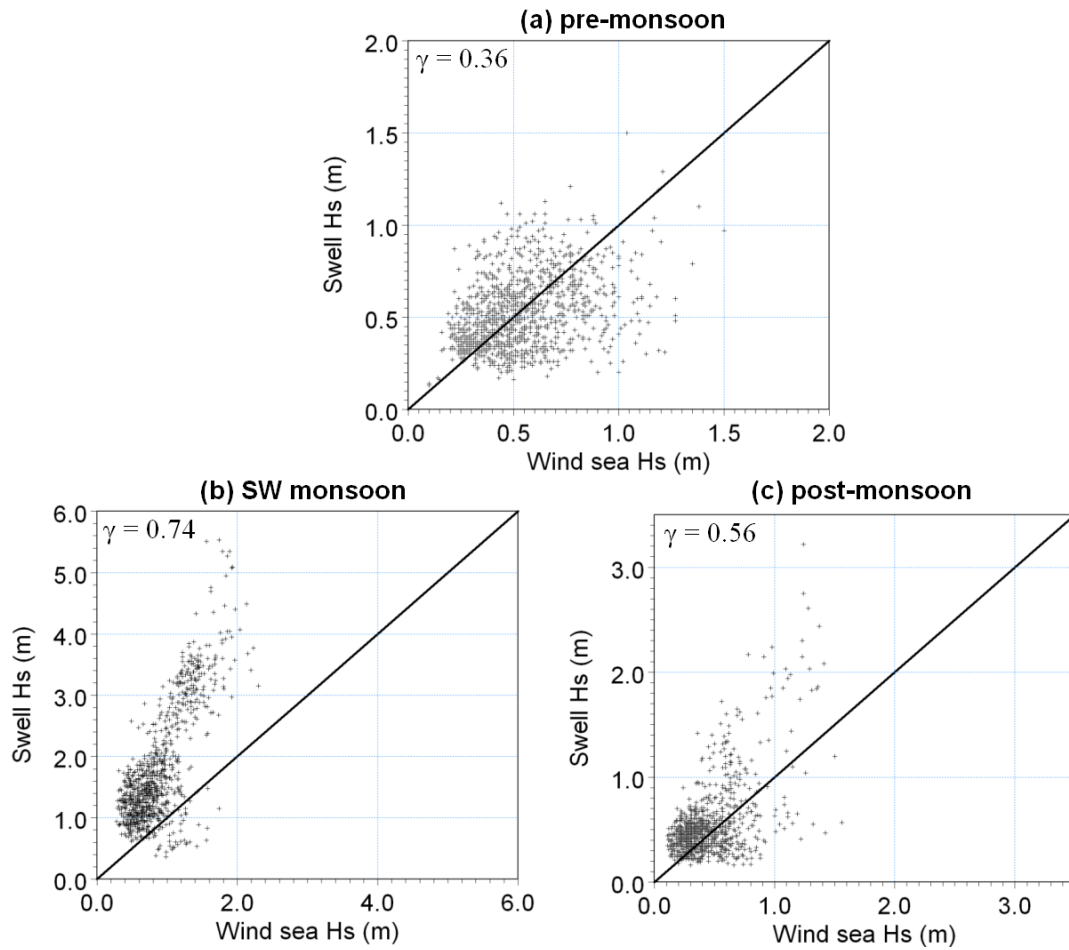 (a) pre-monsoon
γ = 0.36
2.0
1.5
1.0
0.5
0.0
Swell Hs (m)
0.0 0.5 1.0 1.5 2.0
Wind sea Hs (m)
(b) SW monsoon
γ = 0.74
6.0
5.0
4.0
3.0
2.0
1.0
0.0
Swell Hs (m)
0.0 2.0 4.0 6.0
Wind sea Hs (m)
(c) post-monsoon
γ = 0.56
3.0
2.0
1.0
0.0
Swell Hs (m)
0.0 1.0 2.0 3.0
Wind sea Hs (m)